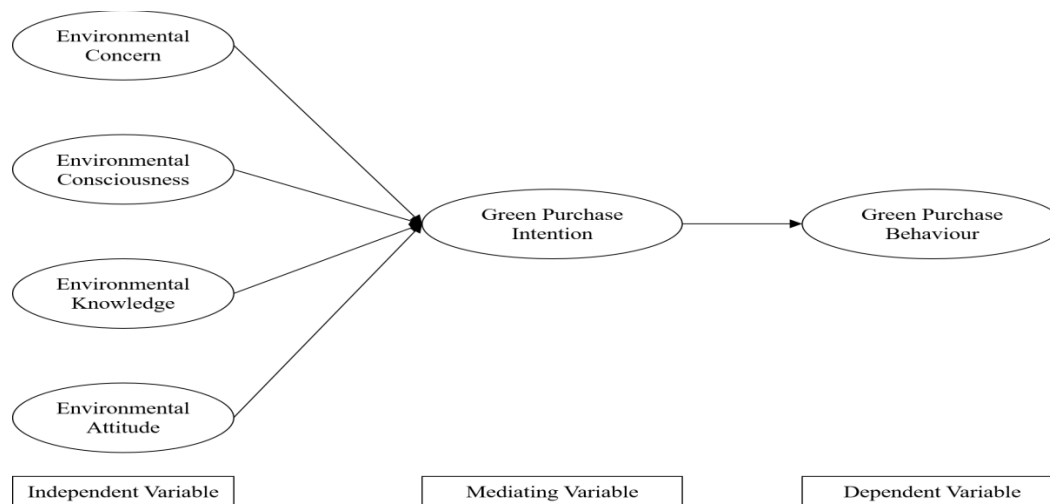 Environmental
Concern
Environmental
Consciousness
Green Purchase
Intention
Green Purchase
Behaviour
Environmental
Knowledge
Environmental
Attitude
Independent Variable
Mediating Variable
Dependent Variable